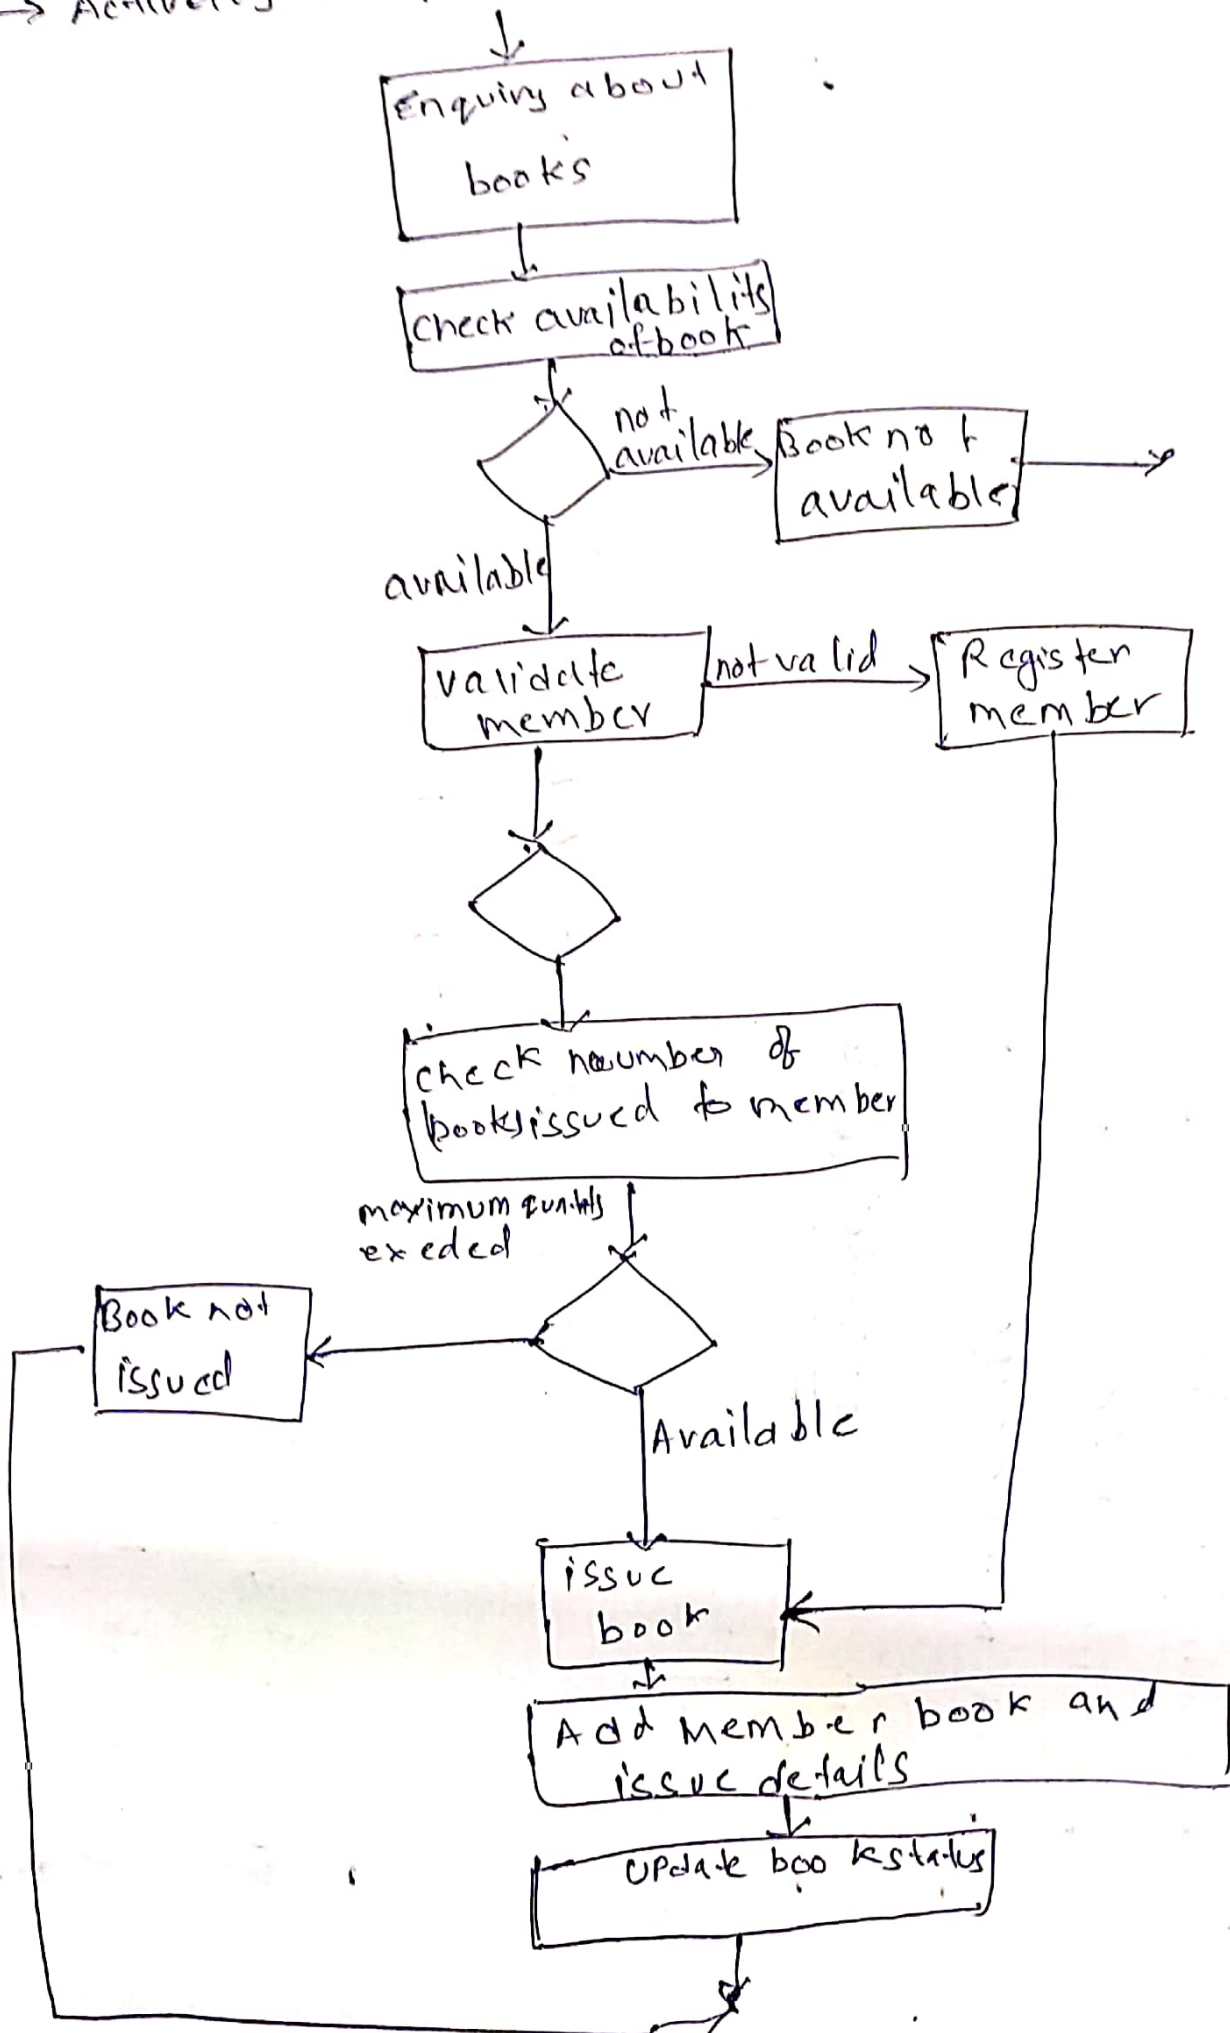 Enquiry about
books
check availability
of book
not
available
Book not
available
available
validate
member
not valid
Register
member
check number of
books issued to member
maximum
exeded
Book not
issued
Available
issue
book
Add Member book and
issue details
update book status